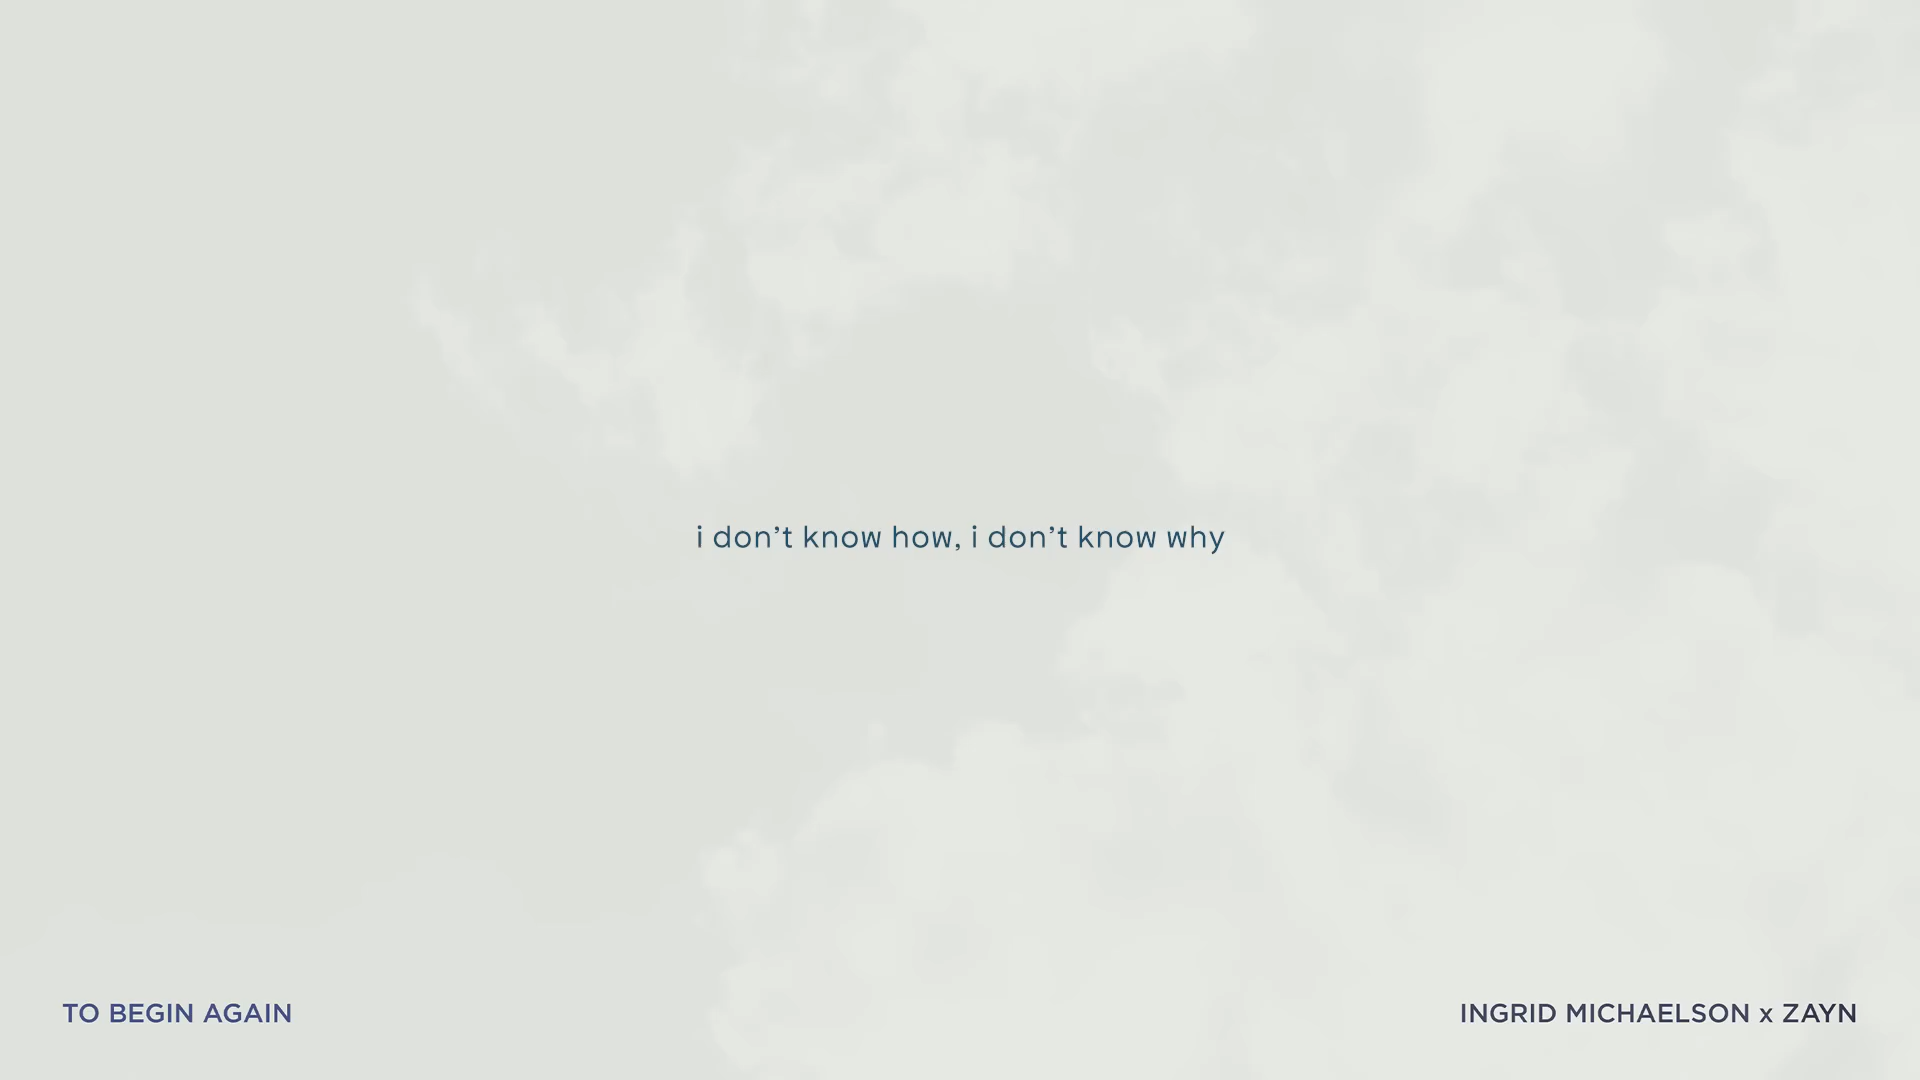 i don’t know how, i don’t know why
TO BEGIN AGAIN
INGRID MICHAELSON x ZAYN